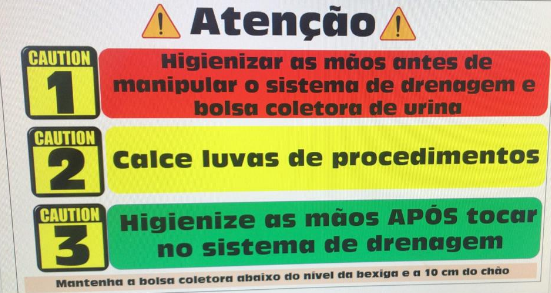 Atenção
CAUTION
1
Higienizar as mãos antes de
manipular o sistema de drenagem e
bolsa coletora de urina
CAUTION
2
Calce luvas de procedimentos
CAUTION
3
Higienize as mãos APÓS tocar
no sistema de drenagem
Mantenha a bolsa coletora abaixo do nível da bexiga e a 10 cm do chão